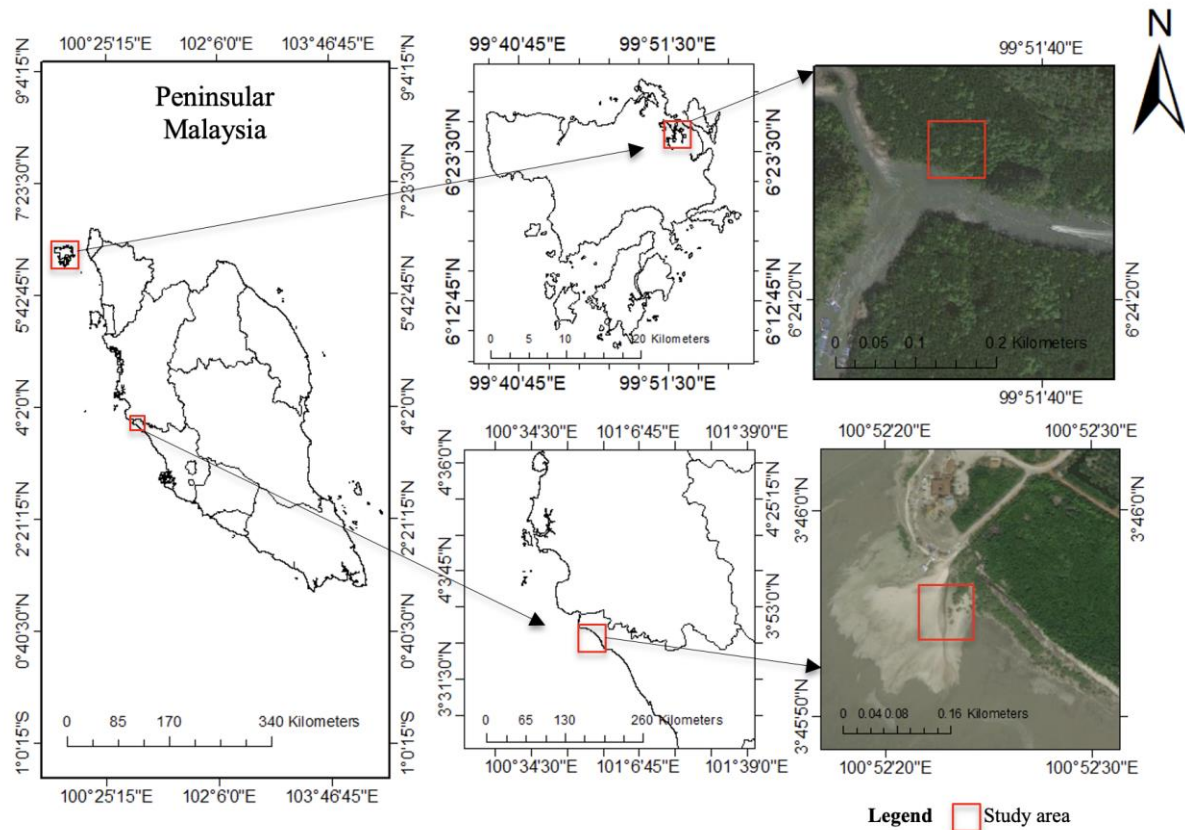 100°25'15"E 102°6'0"E 103°46'45"E
9°4'15"N
7°23'30"N
5°42'45"N
4°2'0"N
2°21'15"N
0°40'30"N
1°0'15"S
Peninsular
Malaysia
9°4'15"N
7°23'30"N
5°42'45"N
4°2'0"N
2°21'15"N
0°40'30"N
1°0'15"S
0 85 170 340 Kilometers
100°25'15"E 102°6'0"E 103°46'45"E
99°40'45"E 99°51'30"E
6°23'30"N
6°12'45"N
6°23'30"N
6°12'45"N
0 5 10 20 Kilometers
99°40'45"E 99°51'30"E
99°51'40"E
6°24'20"N
6°24'20"N
0 0.05 0.1 0.2 Kilometers
99°51'40"E
N
100°34'30"E 101°6'45"E 101°39'0"E
4°36'0"N
4°3'45"N
3°31'30"N
4°25'15"N
3°53'0"N
0 65 130 260 Kilometers
100°34'30"E 101°6'45"E 101°39'0"E
100°52'20"E 100°52'30"E
3°46'0"N
3°45'50"N
3°46'0"N
0 0.04 0.08 0.16 Kilometers
100°52'20"E 100°52'30"E
Legend Study area